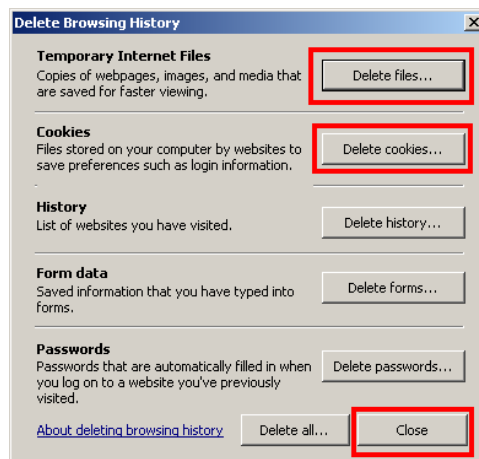 Delete Browsing History
Temporary Internet Files
Copies of webpages, images, and media that
are saved for faster viewing.
Delete files...
Cookies
Files stored on your computer by websites to
save preferences such as login information.
Delete cookies...
History
List of websites you have visited.
Delete history...
Form data
Saved information that you have typed into
forms.
Delete forms...
Passwords
Passwords that are automatically filled in when
you log on to a website you've previously
visited.
Delete passwords...
About deleting browsing history
Delete all...
Close